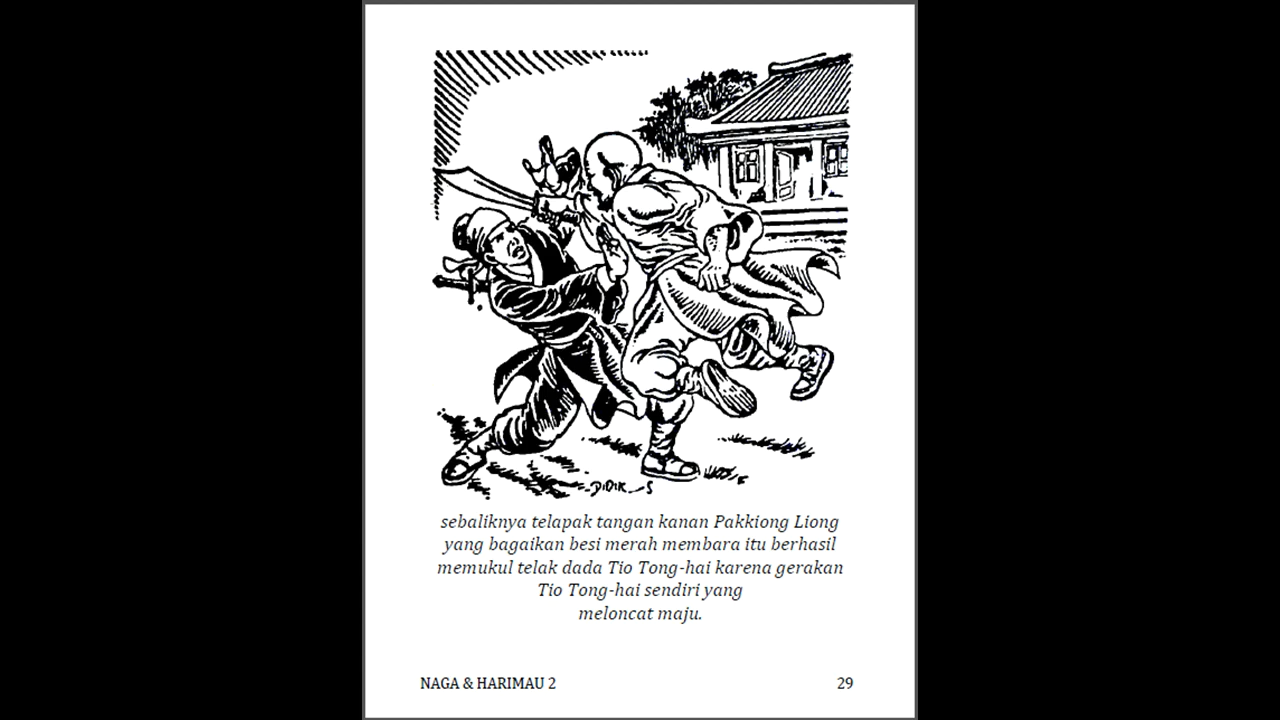 DIDIK S
sebaliknya telapak tangan kanan Pakkiong Liong
yang bagaikan besi merah membara itu berhasil
memukul telak dada Tio Tong-hai karena gerakan
Tio Tong-hai sendiri yang
meloncat maju.
NAGA & HARIMAU 2 29